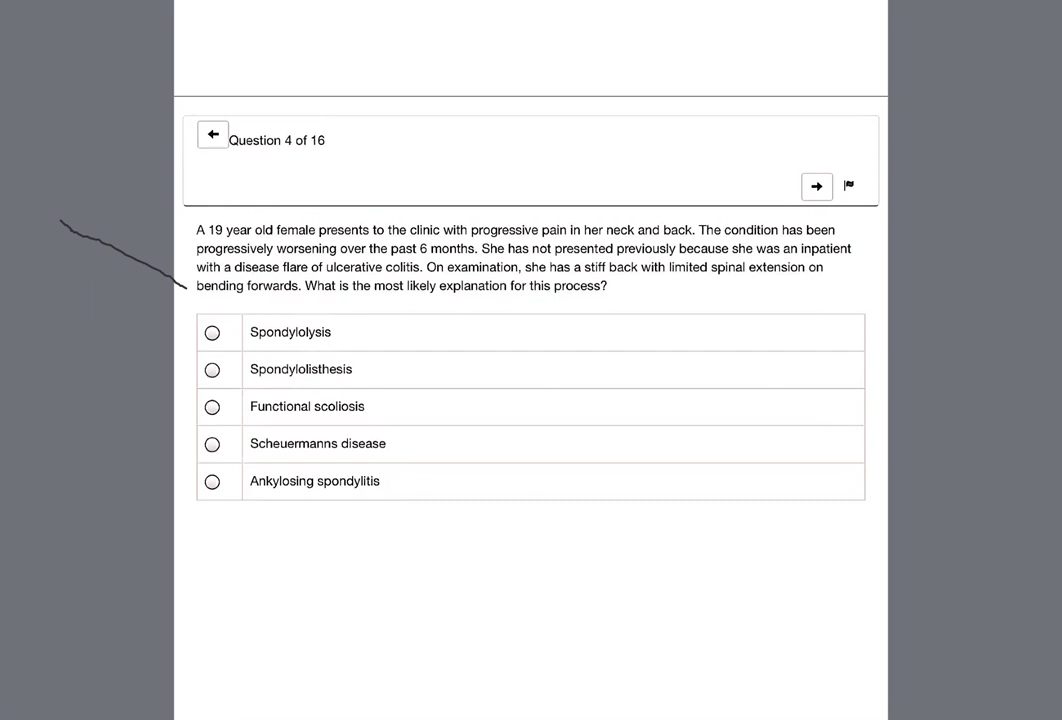 Question 4 of 16
A 19 year old female presents to the clinic with progressive pain in her neck and back. The condition has been
progressively worsening over the past 6 months. She has not presented previously because she was an inpatient
with a disease flare of ulcerative colitis. On examination, she has a stiff back with limited spinal extension on
bending forwards. What is the most likely explanation for this process?
Spondylolysis
Spondylolisthesis
Functional scoliosis
Scheuermanns disease
Ankylosing spondylitis